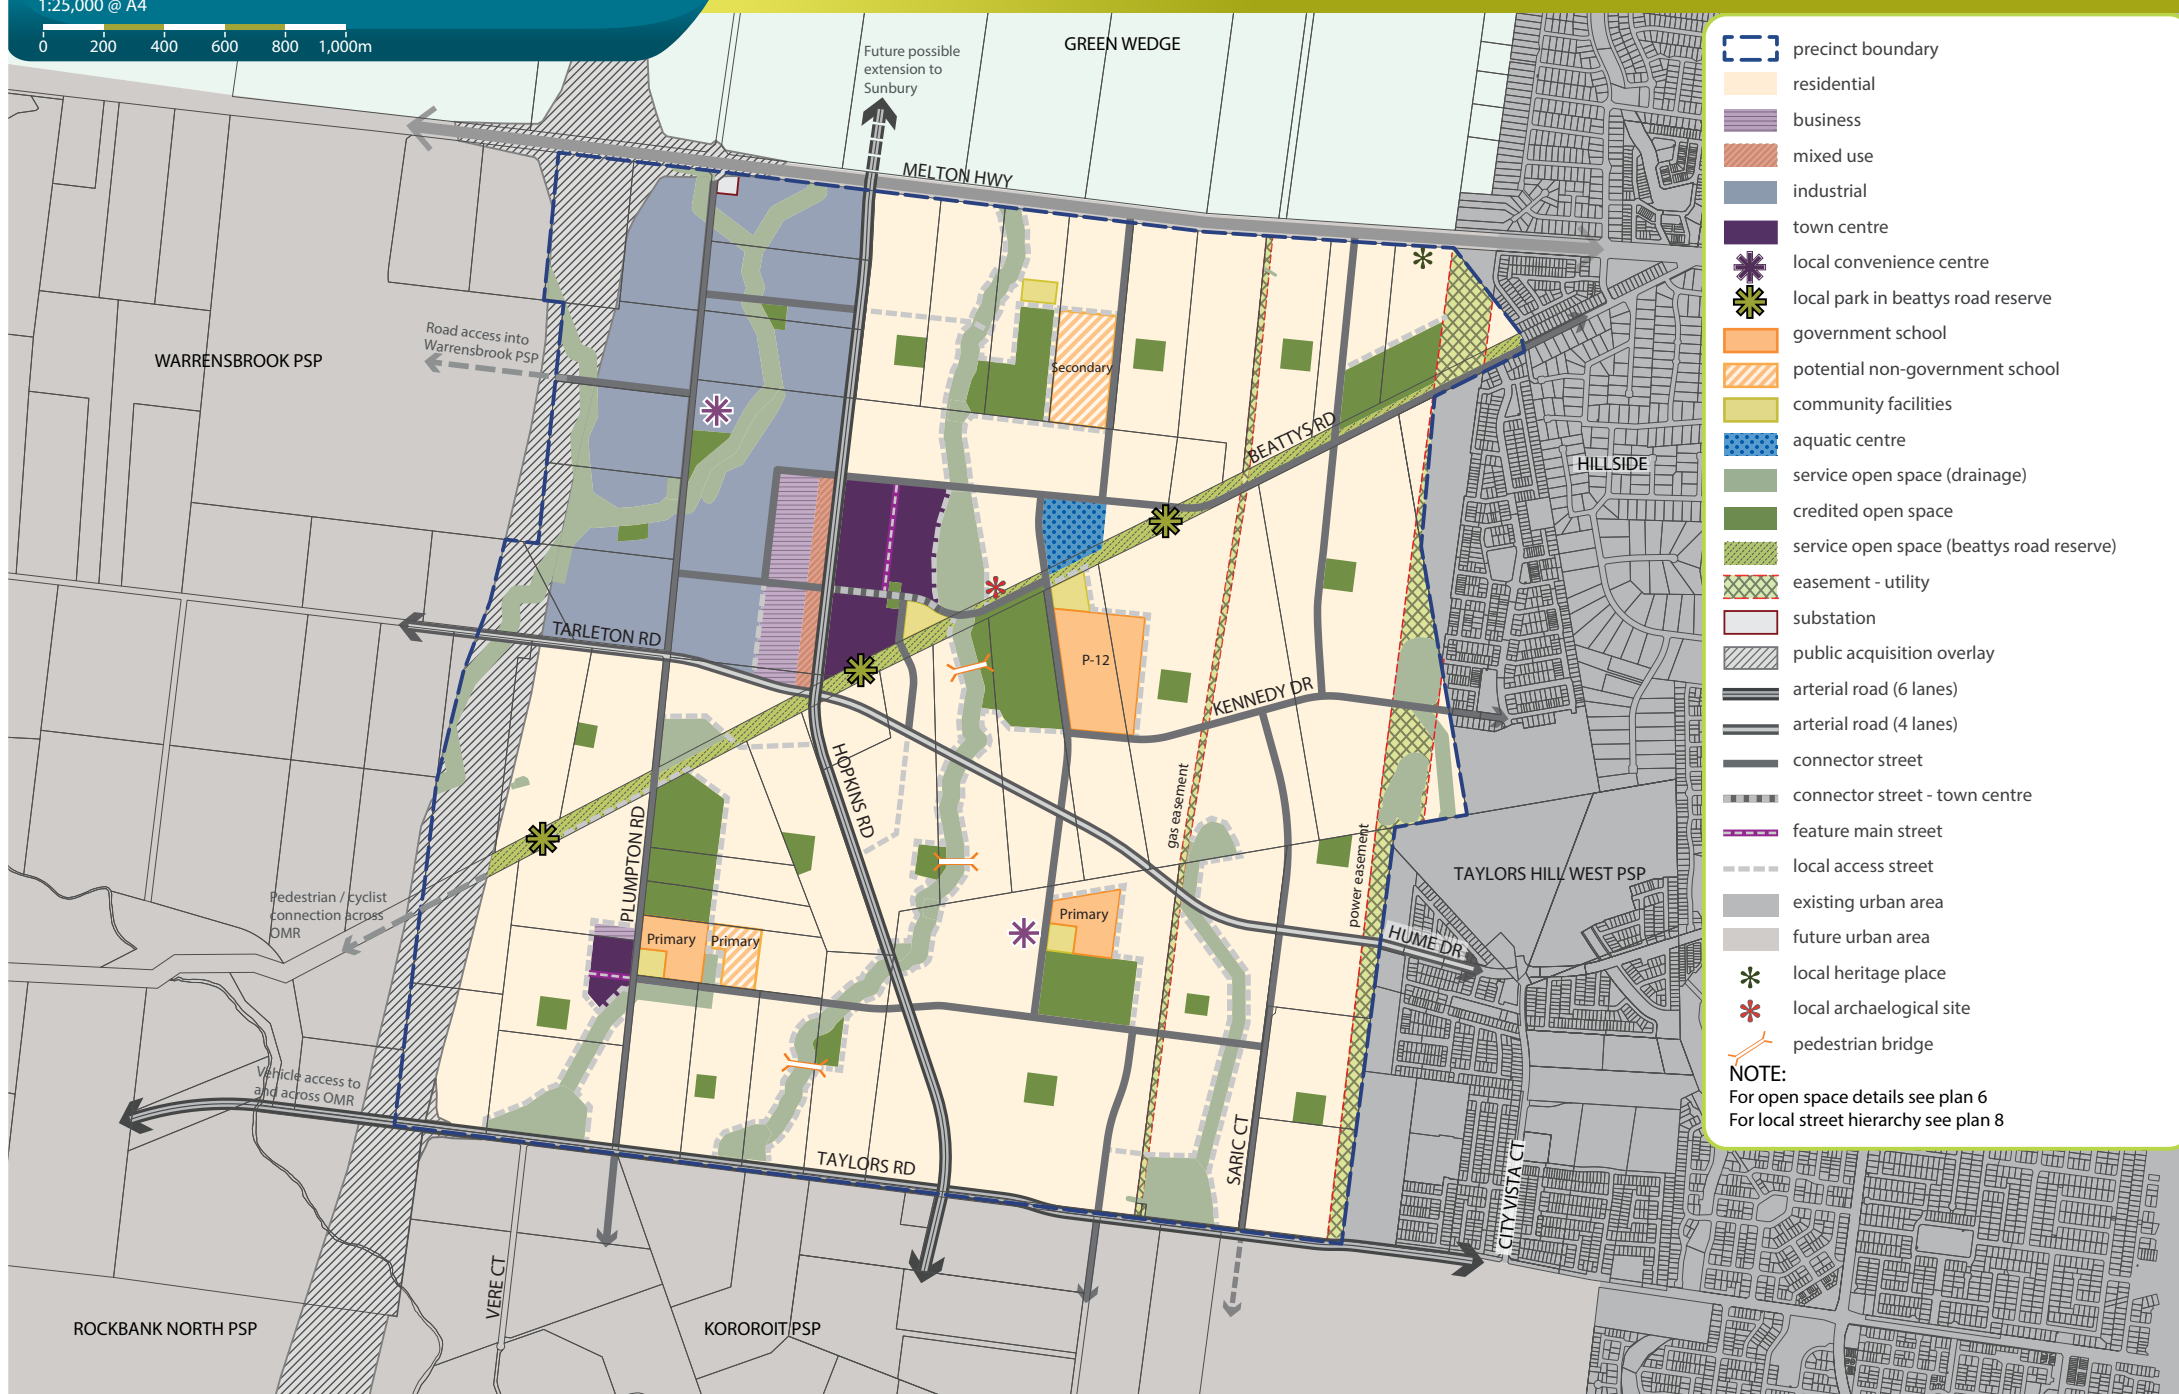 1:25,000 @ A4
0 200 400 600 800 1,000m
Future possible
extension to
Sunbury
GREEN WEDGE
MELTON HWY
WARRENSBROOK PSP
Road access into
Warrensbrook PSP
Secondary
BEATTYS RD
HILLSIDE
TARLETON RD
P-12
KENNEDY DR
HOPKINS RD
PLUMPTON RD
gas easement
power easement
TAYLORS HILL WEST PSP
Pedestrian / cyclist
connection across
OMR
Primary
Primary
Primary
HUME DR
Vehicle access to
and across OMR
TAYLORS RD
SARIC CT
CITY VISTA CT
VERE CT
ROCKBANK NORTH PSP
KOROROIT PSP
precinct boundary
residential
business
mixed use
industrial
town centre
local convenience centre
local park in beattys road reserve
government school
potential non-government school
community facilities
aquatic centre
service open space (drainage)
credited open space
service open space (beattys road reserve)
easement - utility
substation
public acquisition overlay
arterial road (6 lanes)
arterial road (4 lanes)
connector street
connector street - town centre
feature main street
local access street
existing urban area
future urban area
local heritage place
local archaelogical site
pedestrian bridge
NOTE:
For open space details see plan 6
For local street hierarchy see plan 8